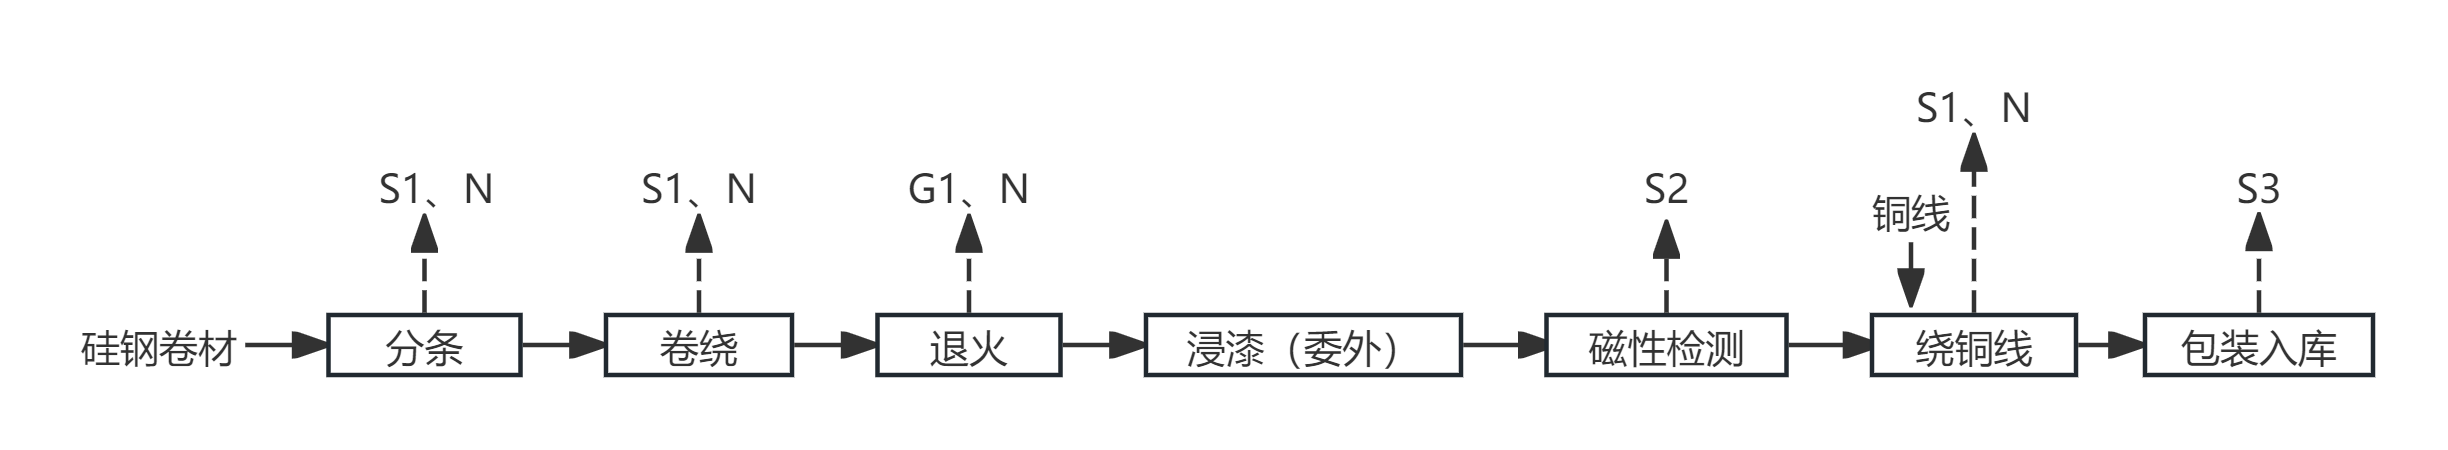 S1、N
S1、N
S1、N
G1、N
S2
铜线
S3
硅钢卷材
分条
卷绕
退火
浸漆（委外）
磁性检测
绕铜线
包装入库